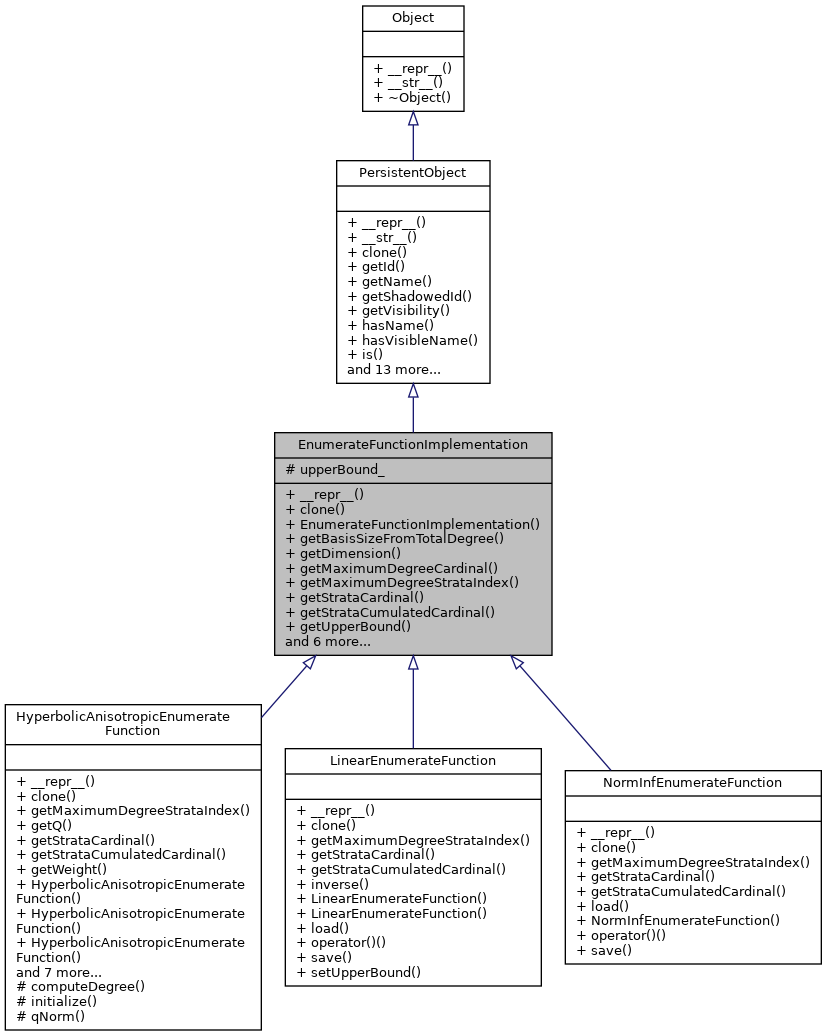 Object
+ __repr__()
+ __str__()
+ ~Object()
PersistentObject
+ __repr__()
+ __str__()
+ clone()
+ getId()
+ getName()
+ getShadowedId()
+ getVisibility()
+ hasName()
+ hasVisibleName()
+ is()
and 13 more...
EnumerateFunctionImplementation
# upperBound_
+ __repr__()
+ clone()
+ EnumerateFunctionImplementation()
+ getBasisSizeFromTotalDegree()
+ getDimension()
+ getMaximumDegreeCardinal()
+ getMaximumDegreeStrataIndex()
+ getStrataCardinal()
+ getStrataCumulatedCardinal()
+ getUpperBound()
and 6 more...
HyperbolicAnisotropicEnumerate
Function()
+ __repr__()
+ clone()
+ getMaximumDegreeStrataIndex()
+ getQ()
+ getStrataCardinal()
+ getStrataCumulatedCardinal()
+ getWeight()
+ HyperbolicAnisotropicEnumerate
Function()
+ HyperbolicAnisotropicEnumerate
Function()
+ HyperbolicAnisotropicEnumerate
Function()
and 7 more...
# computeDegree()
# initialize()
# qNorm()
LinearEnumerateFunction
+ __repr__()
+ clone()
+ getMaximumDegreeStrataIndex()
+ getStrataCardinal()
+ getStrataCumulatedCardinal()
+ inverse()
+ LinearEnumerateFunction()
+ LinearEnumerateFunction()
+ load()
+ operator()()
+ save()
+ setUpperBound()
NormInfEnumerateFunction
+ __repr__()
+ clone()
+ getMaximumDegreeStrataIndex()
+ getStrataCardinal()
+ getStrataCumulatedCardinal()
+ load()
+ NormInfEnumerateFunction()
+ operator()()
+ save()